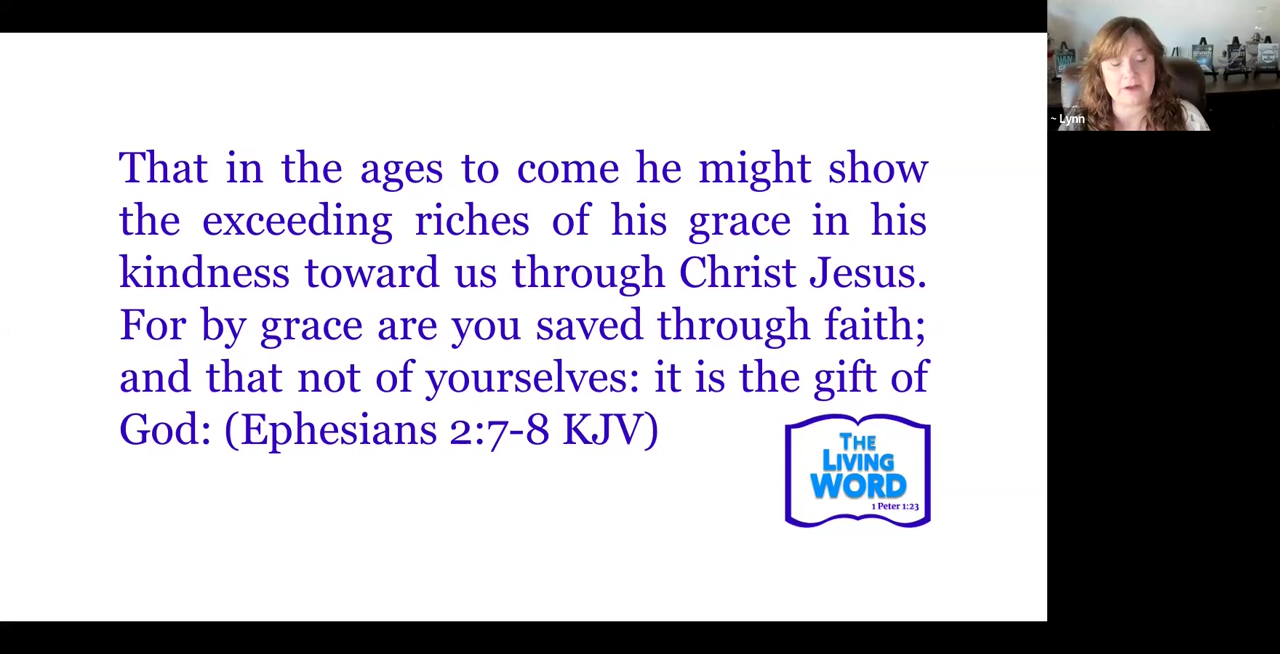 That in the ages to come he might show
the exceeding riches of his grace in his
kindness toward us through Christ Jesus.
For by grace are you saved through faith;
and that not of yourselves: it is the gift of
God: (Ephesians 2:7-8 KJV)
THE
LIVING
WORD
1 Peter 1:23
~ Lynn